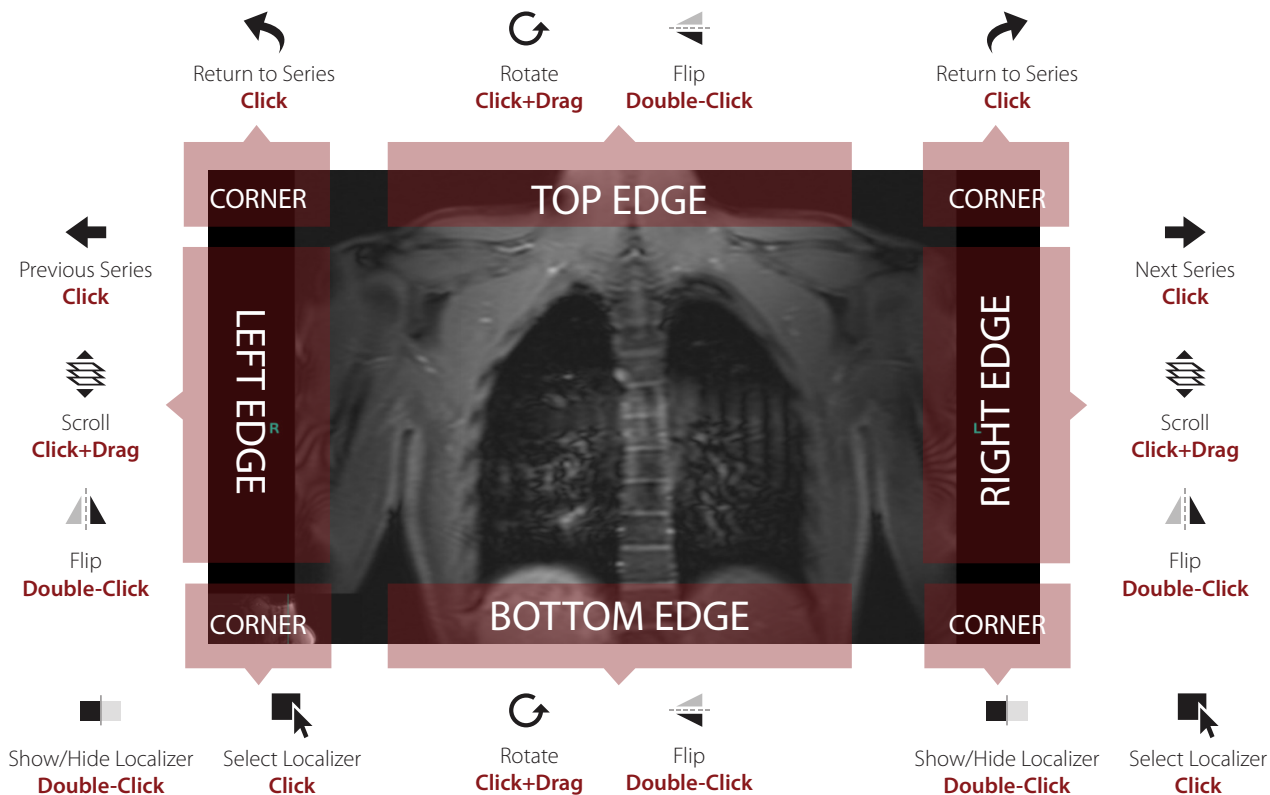 Return to Series
Click
Rotate
Click+Drag
Flip
Double-Click
Return to Series
Click
CORNER
TOP EDGE
CORNER
Previous Series
Click
Scroll
Click+Drag
Flip
Double-Click
LEFT EDGE
R
L
RIGHT EDGE
Next Series
Click
Scroll
Click+Drag
Flip
Double-Click
CORNER
BOTTOM EDGE
CORNER
Show/Hide Localizer
Double-Click
Select Localizer
Click
Rotate
Click+Drag
Flip
Double-Click
Show/Hide Localizer
Double-Click
Select Localizer
Click